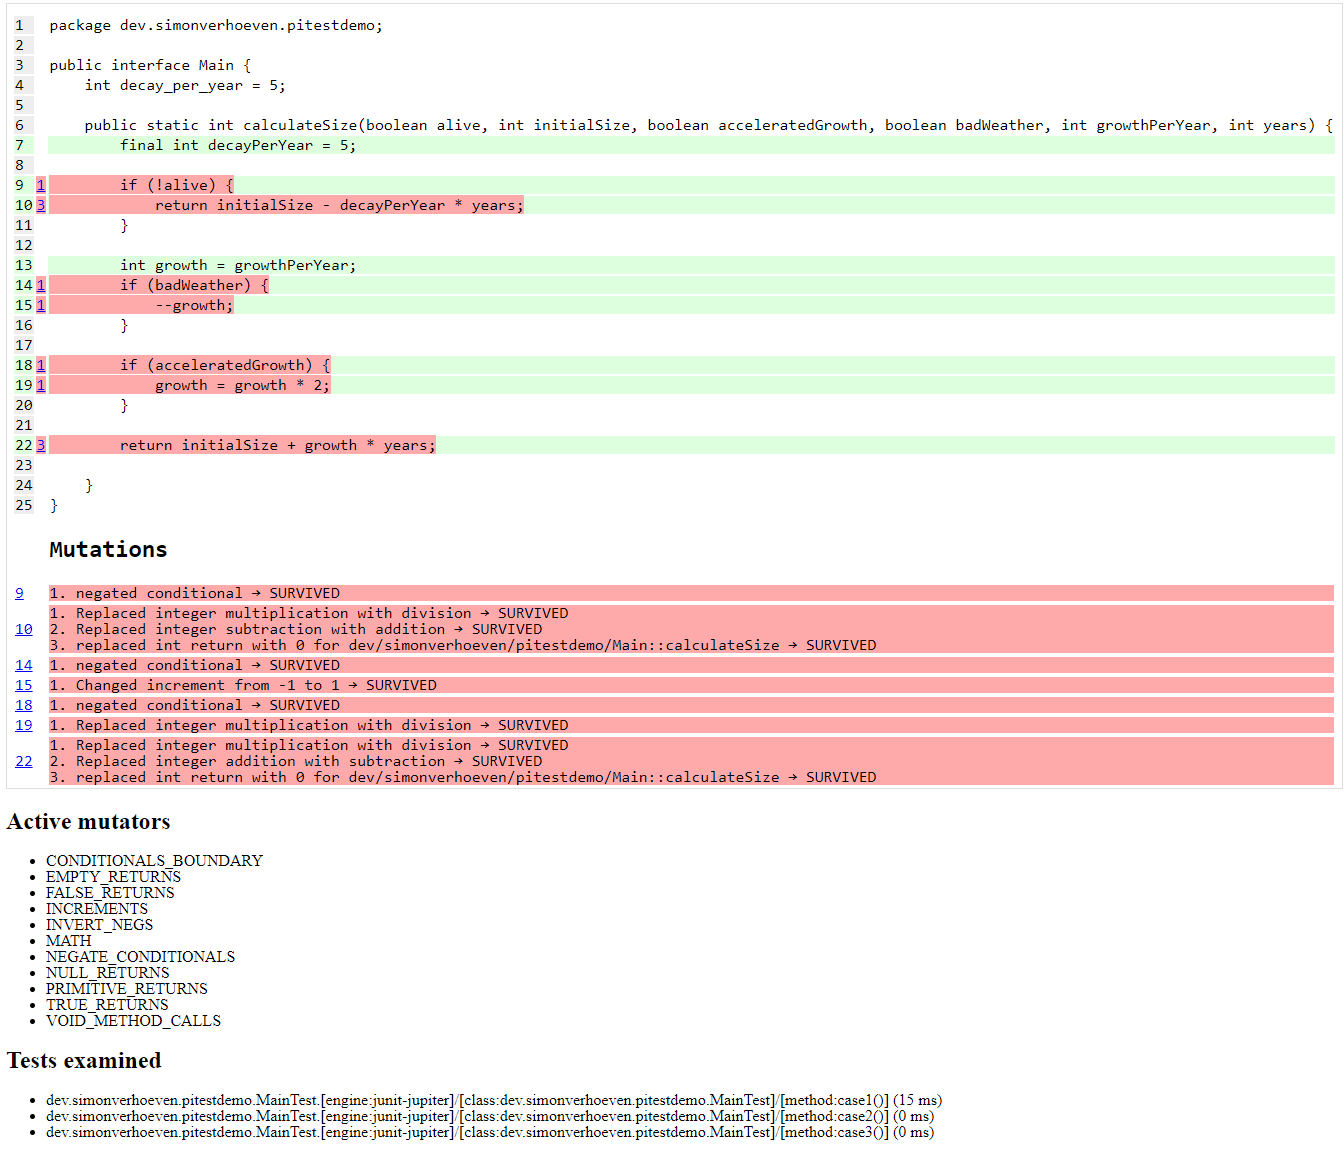 1 package dev.simonverhoeven.pitestdemo;
2
3 public interface Main {
4 int decay_per_year = 5;
5
6 public static int calculateSize(boolean alive, int initialSize, boolean acceleratedGrowth, boolean badWeather, int growthPerYear, int years) {
7 final int decayPerYear = 5;
8
9 1 if (!alive) {
10 3 return initialSize - decayPerYear * years;
11 }
12
13 int growth = growthPerYear;
14 1 if (badWeather) {
15 1 --growth;
16 }
17
18 1 if (acceleratedGrowth) {
19 1 growth = growth * 2;
20 }
21
22 3 return initialSize + growth * years;
23
24 }
25 }
Mutations
9 1. negated conditional → SURVIVED
1. Replaced integer multiplication with division → SURVIVED
10 2. Replaced integer subtraction with addition → SURVIVED
3. replaced int return with 0 for dev/simonverhoeven/pitestdemo/Main::calculateSize → SURVIVED
14 1. negated conditional → SURVIVED
15 1. Changed increment from -1 to 1 → SURVIVED
18 1. negated conditional → SURVIVED
19 1. Replaced integer multiplication with division → SURVIVED
1. Replaced integer multiplication with division → SURVIVED
22 2. Replaced integer addition with subtraction → SURVIVED
3. replaced int return with 0 for dev/simonverhoeven/pitestdemo/Main::calculateSize → SURVIVED
Active mutators
• CONDITIONALS_BOUNDARY
• EMPTY_RETURNS
• FALSE_RETURNS
• INCREMENTS
• INVERT_NEGS
• MATH
• NEGATE_CONDITIONALS
• NULL_RETURNS
• PRIMITIVE_RETURNS
• TRUE_RETURNS
• VOID_METHOD_CALLS
Tests examined
• dev.simonverhoeven.pitestdemo.MainTest.[engine:junit-jupiter]/[class:dev.simonverhoeven.pitestdemo.MainTest]/[method:case1()] (15 ms)
• dev.simonverhoeven.pitestdemo.MainTest.[engine:junit-jupiter]/[class:dev.simonverhoeven.pitestdemo.MainTest]/[method:case2()] (0 ms)
• dev.simonverhoeven.pitestdemo.MainTest.[engine:junit-jupiter]/[class:dev.simonverhoeven.pitestdemo.MainTest]/[method:case3()] (0 ms)